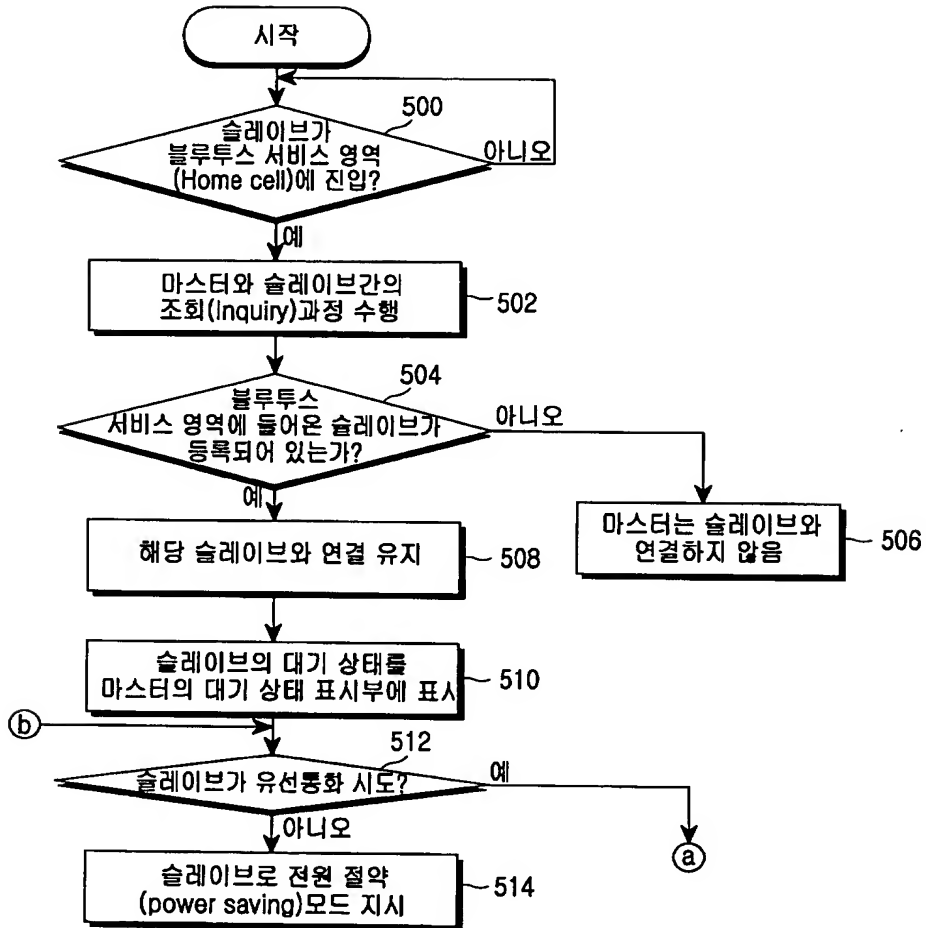 시작
500
슬레이브가
블루투스 서비스 영역
(Home cell)에 진입?
아니오
예
마스터와 슬레이브간의
조회(Inquiry)과정 수행
502
504
블루투스
서비스 영역에 들어온 슬레이브가
등록되어 있는가?
아니오
예
마스터는 슬레이브와
연결하지 않음
506
해당 슬레이브와 연결 유지
508
슬레이브의 대기 상태를
마스터의 대기 상태 표시부에 표시
510
b
512
슬레이브가 유선통화 시도?
예
아니오
a
슬레이브로 전원 절약
(power saving)모드 지시
514